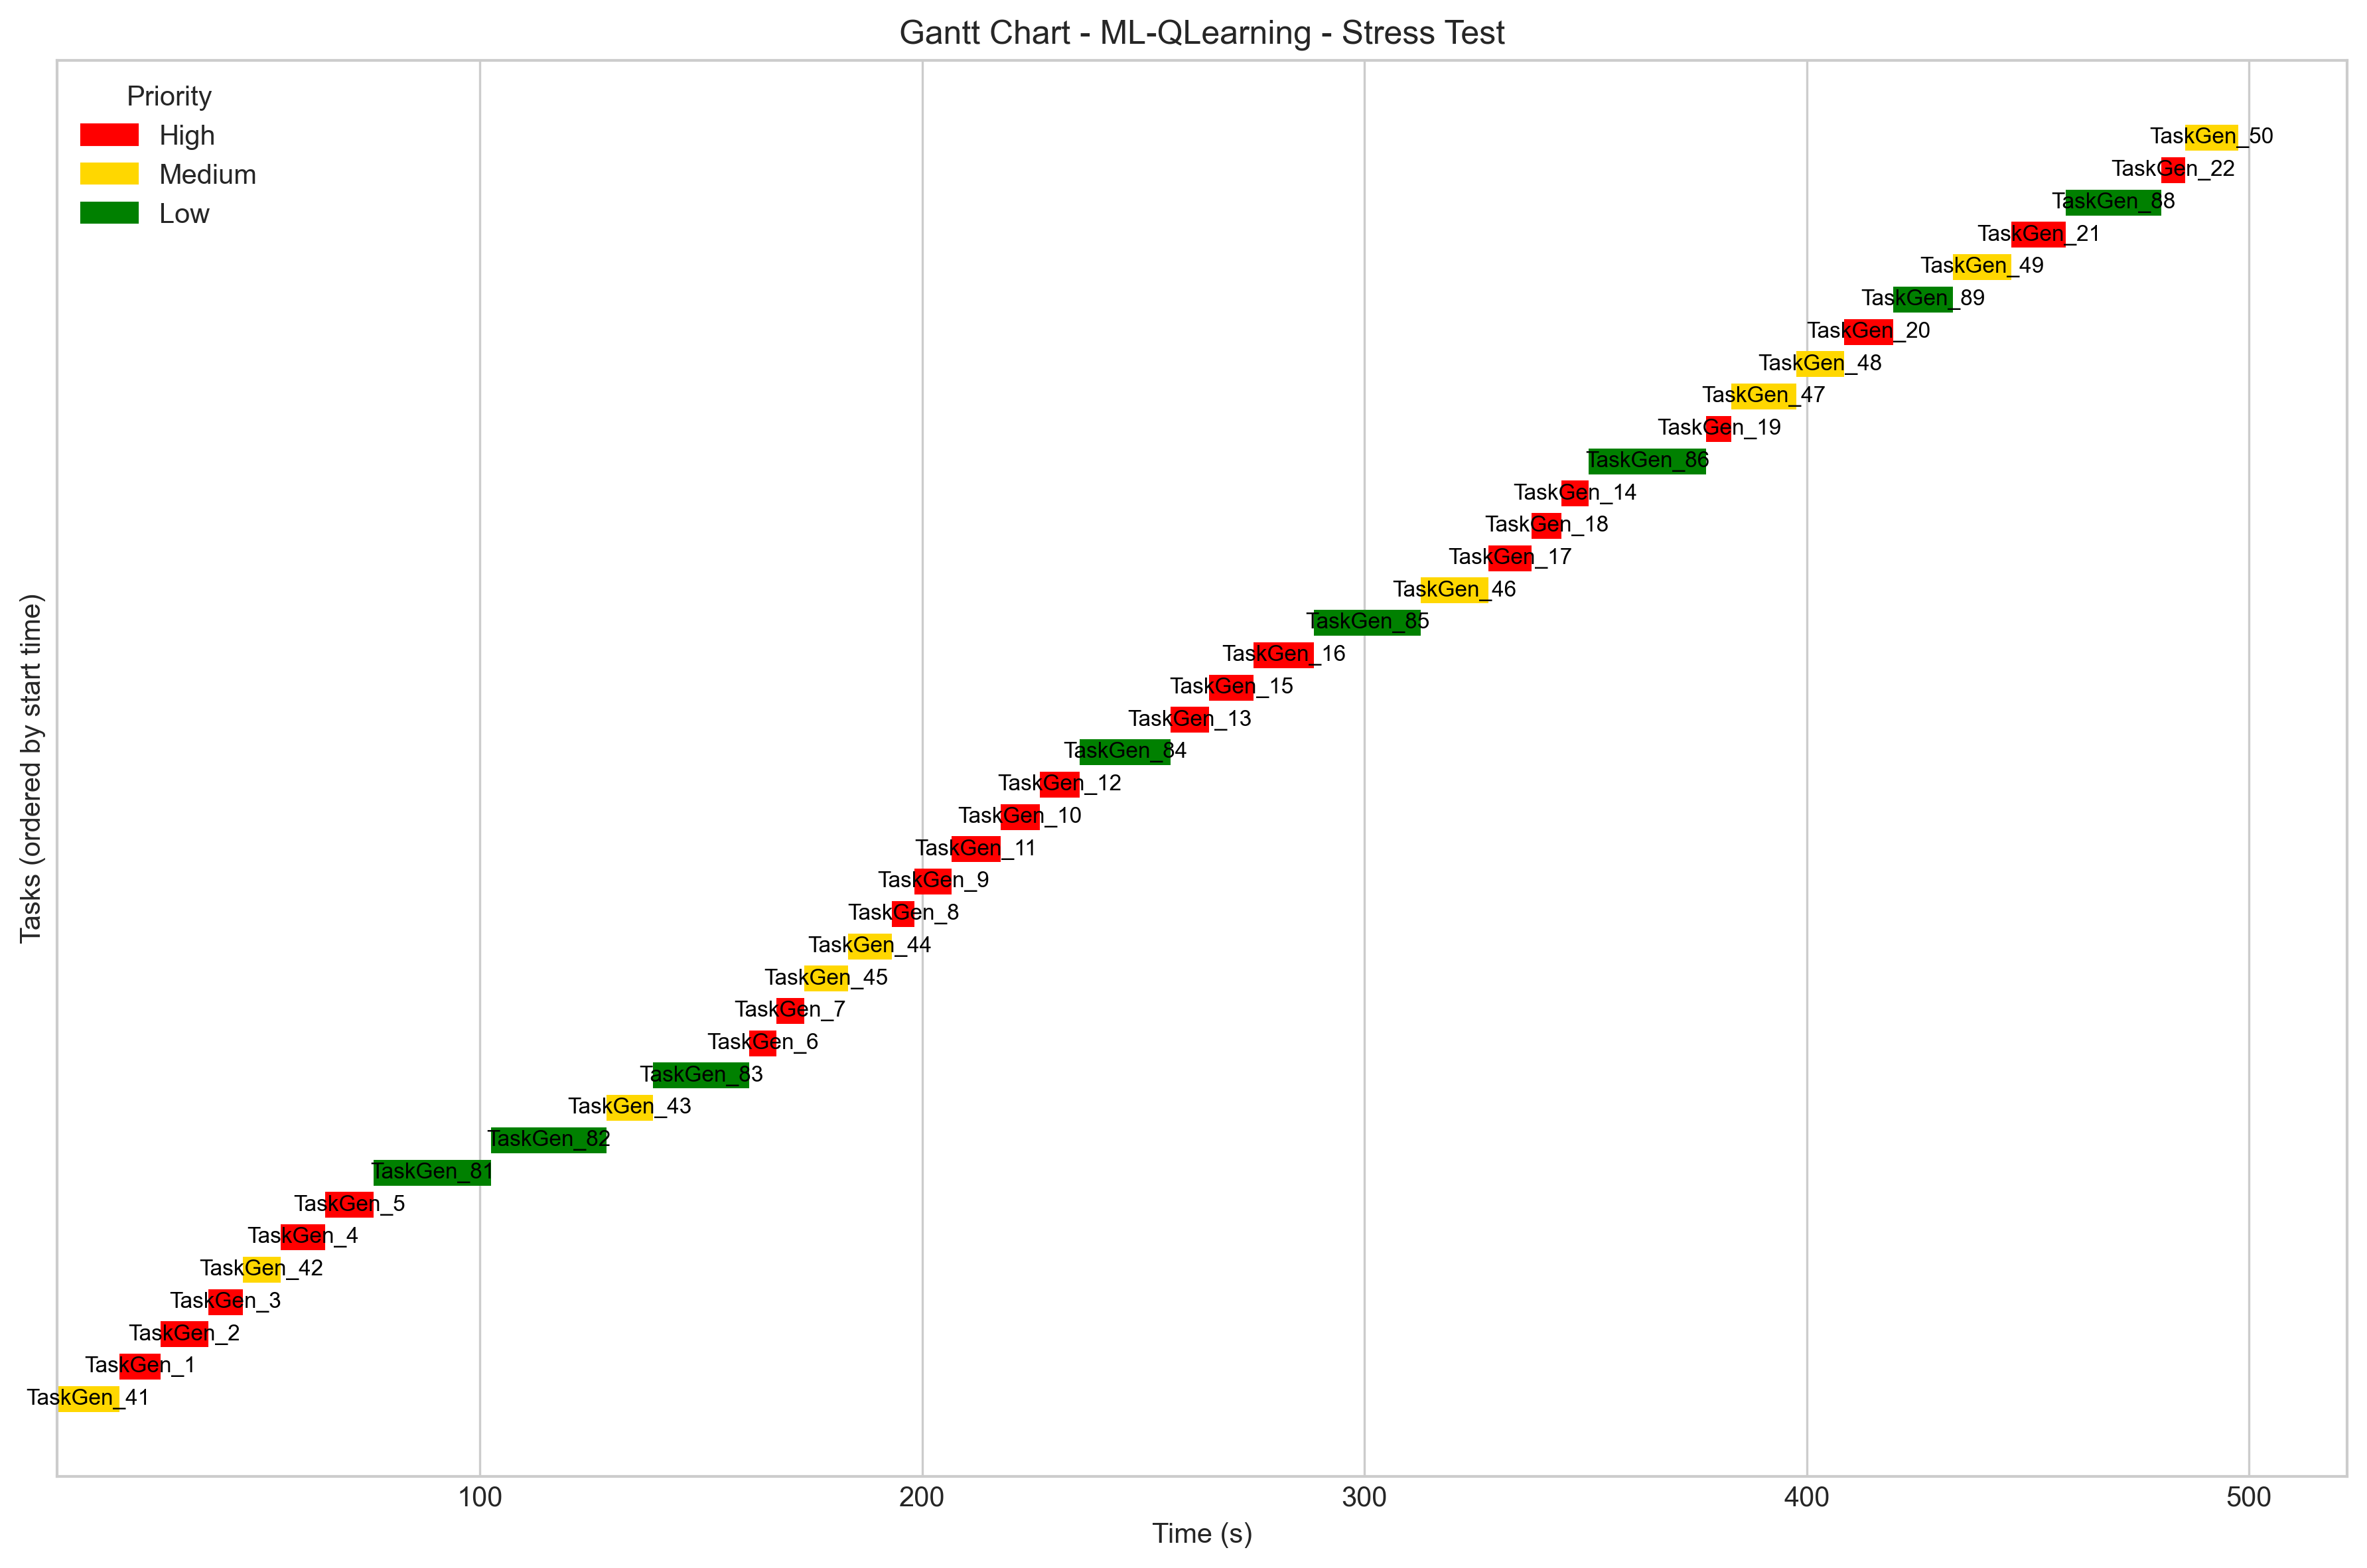 Gantt Chart - ML-QLearning - Stress Test
Priority
High
Medium
Low
TaskGen_50
TaskGen_22
TaskGen_88
TaskGen_21
TaskGen_49
TaskGen_89
TaskGen_20
TaskGen_48
TaskGen_47
TaskGen_19
TaskGen_86
TaskGen_14
TaskGen_18
TaskGen_17
TaskGen_46
TaskGen_85
TaskGen_16
TaskGen_15
TaskGen_13
TaskGen_84
TaskGen_12
TaskGen_10
TaskGen_11
TaskGen_9
TaskGen_8
TaskGen_44
TaskGen_45
TaskGen_7
TaskGen_6
TaskGen_83
TaskGen_43
TaskGen_82
TaskGen_81
TaskGen_5
TaskGen_4
TaskGen_42
TaskGen_3
TaskGen_2
TaskGen_1
TaskGen_41
Tasks (ordered by start time)
100 200 300 400 500
Time (s)